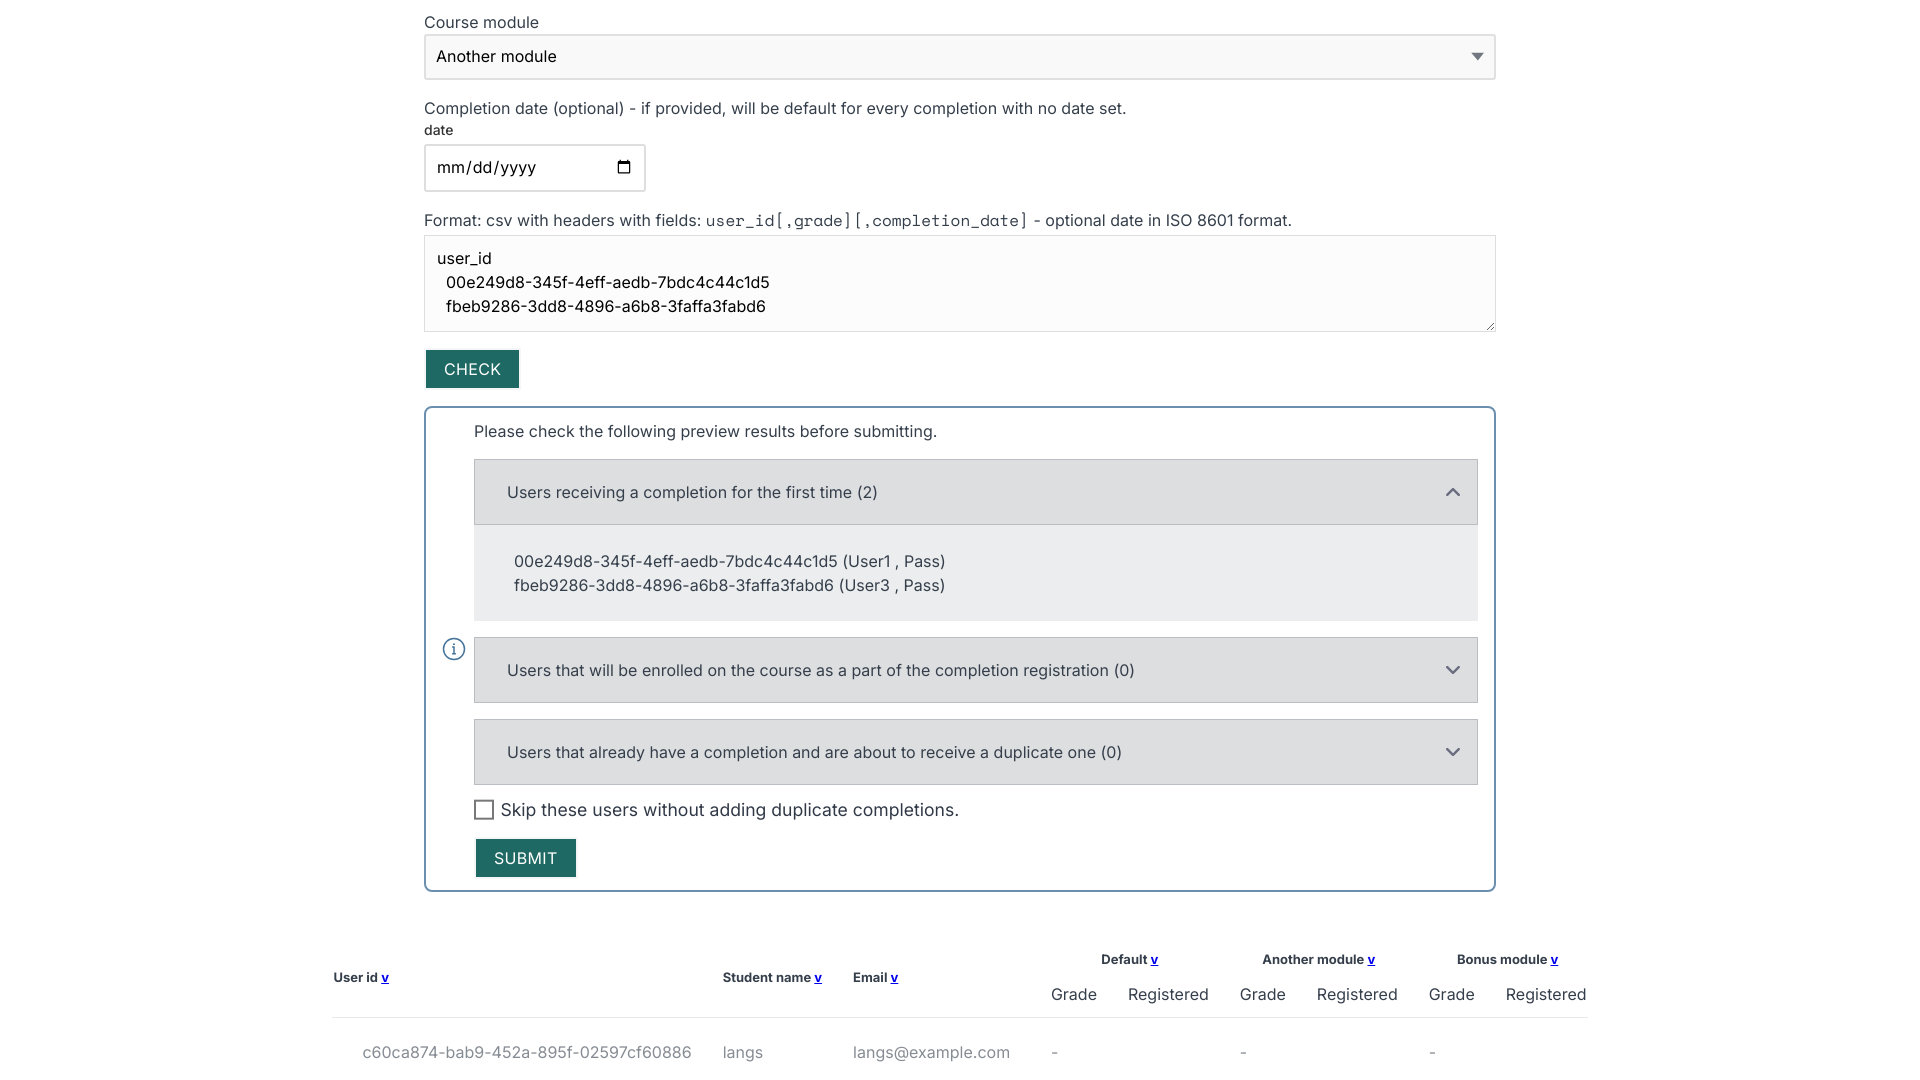 Course module
Another module
Completion date (optional) - if provided, will be default for every completion with no date set.
date
mm/dd/yyyy
Format: csv with headers with fields: user_id[,grade][,completion_date] - optional date in ISO 8601 format.
user_id
00e249d8-345f-4eff-aedb-7bdc4c44c1d5
fbeb9286-3dd8-4896-a6b8-3faffa3fabd6
CHECK
Please check the following preview results before submitting.
Users receiving a completion for the first time (2)
00e249d8-345f-4eff-aedb-7bdc4c44c1d5 (User1 , Pass)
fbeb9286-3dd8-4896-a6b8-3faffa3fabd6 (User3 , Pass)
Users that will be enrolled on the course as a part of the completion registration (0)
Users that already have a completion and are about to receive a duplicate one (0)
Skip these users without adding duplicate completions.
SUBMIT
Default v Another module v Bonus module v
User id v Student name v Email v
Grade Registered Grade Registered Grade Registered
c60ca874-bab9-452a-895f-02597cf60886 langs langs@example.com - - -